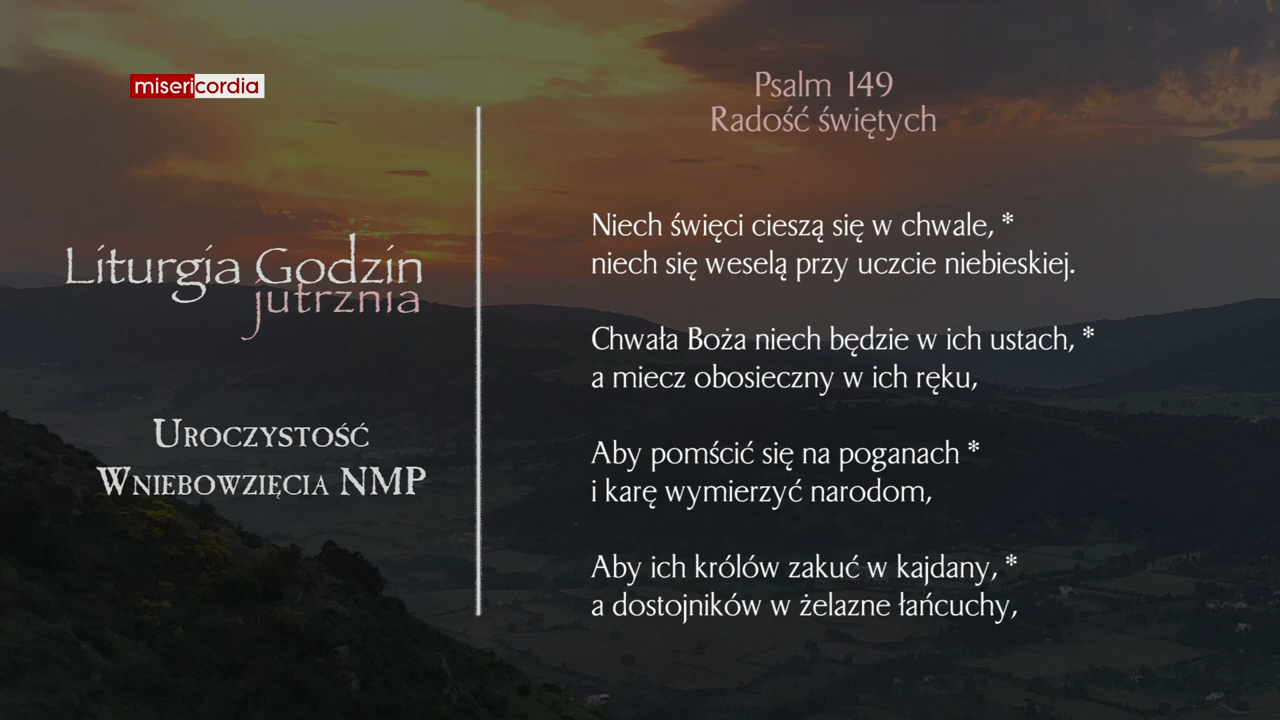 misericordia
Liturgia Godzin
jutrznia
Uroczystość
Wniebowzięcia NMP
Psalm 149
Radość świętych
Niech święci cieszą się w chwale, *
niech się weselą przy uczcie niebieskiej.
Chwała Boża niech będzie w ich ustach, *
a miecz obosieczny w ich ręku,
Aby pomścić się na poganach *
i karę wymierzyć narodom,
Aby ich królów zakuć w kajdany, *
a dostojników w żelazne łańcuchy,